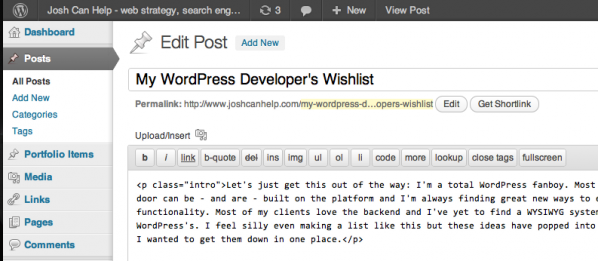 Josh Can Help - web strategy, search eng... 3 + New View Post
Dashboard
Posts
All Posts
Add New
Categories
Tags
Portfolio Items
Media
Links
Pages
Comments
Edit Post Add New
My WordPress Developer's Wishlist
Permalink: http://www.joshcanhelp.com/my-wordpress-d...opers-wishlist Edit Get Shortlink
Upload/Insert
b i link b-quote del ins img ul ol li code more lookup close tags fullscreen
<p class="intro">Let's just get this out of the way: I'm a total WordPress fanboy. Most
door can be - and are - built on the platform and I'm always finding great new ways to e
functionality. Most of my clients love the backend and I've yet to find a WYSIWYG system
WordPress's. I feel silly even making a list like this but these ideas have popped into
I wanted to get them down in one place.</p>